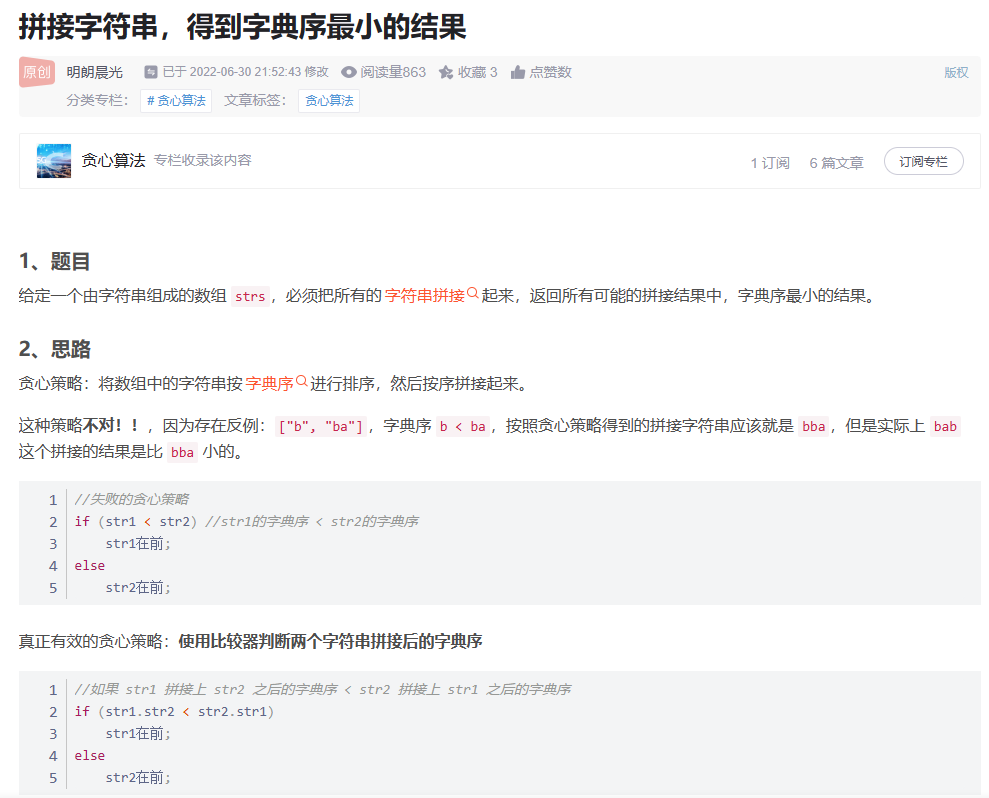 拼接字符串，得到字典序最小的结果
原创 明朗晨光 已于 2022-06-30 21:52:43 修改 阅读量863 收藏 3 点赞数 版权
分类专栏： # 贪心算法 文章标签： 贪心算法
贪心算法 专栏收录该内容 1 订阅 6 篇文章 订阅专栏
1、题目
给定一个由字符串组成的数组 strs，必须把所有的 字符串拼接 起来，返回所有可能的拼接结果中，字典序最小的结果。
2、思路
贪心策略：将数组中的字符串按 字典序 进行排序，然后按序拼接起来。
这种策略不对！！，因为存在反例：["b", "ba"]，字典序 b < ba，按照贪心策略得到的拼接字符串应该就是 bba，但是实际上 bab
这个拼接的结果是比 bba 小的。
1 //失败的贪心策略
2 if (str1 < str2) //str1的字典序 < str2的字典序
3 str1在前;
4 else
5 str2在前;
真正有效的贪心策略：使用比较器判断两个字符串拼接后的字典序
1 //如果 str1 拼接上 str2 之后的字典序 < str2 拼接上 str1 之后的字典序
2 if (str1.str2 < str2.str1)
3 str1在前;
4 else
5 str2在前;